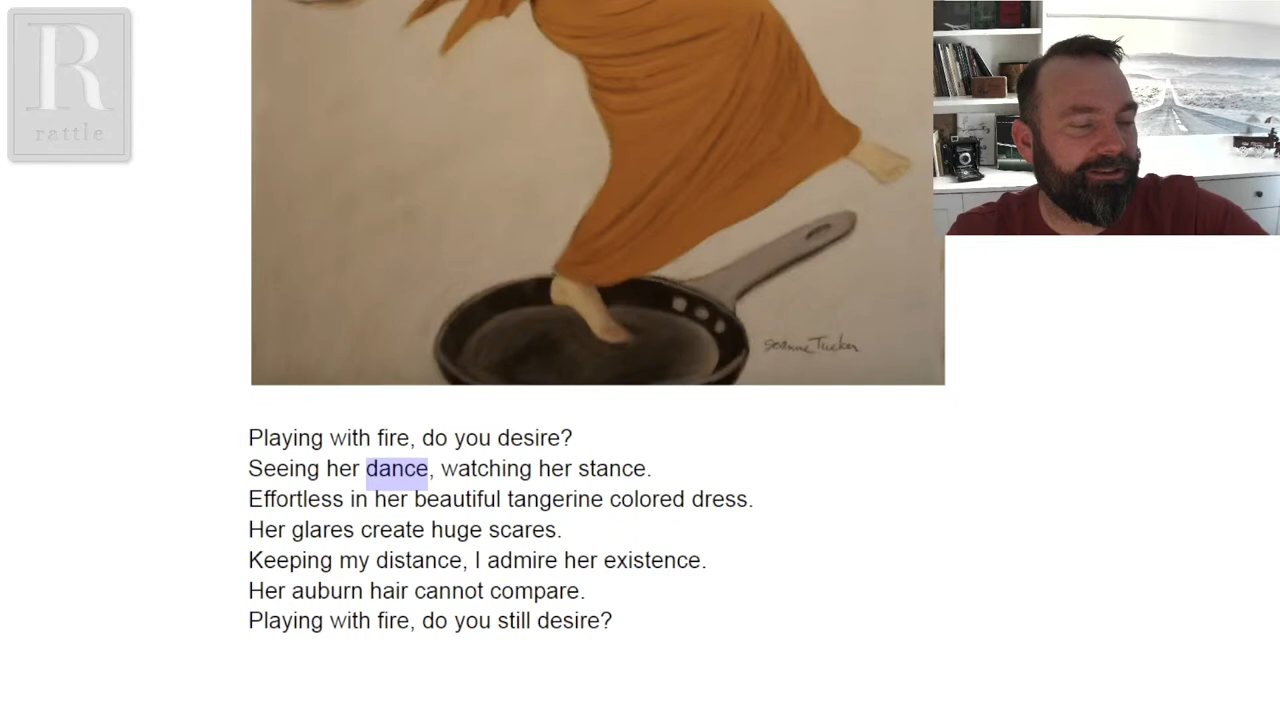 R
rattle
Playing with fire, do you desire?
Seeing her dance, watching her stance.
Effortless in her beautiful tangerine colored dress.
Her glares create huge scares.
Keeping my distance, I admire her existence.
Her auburn hair cannot compare.
Playing with fire, do you still desire?